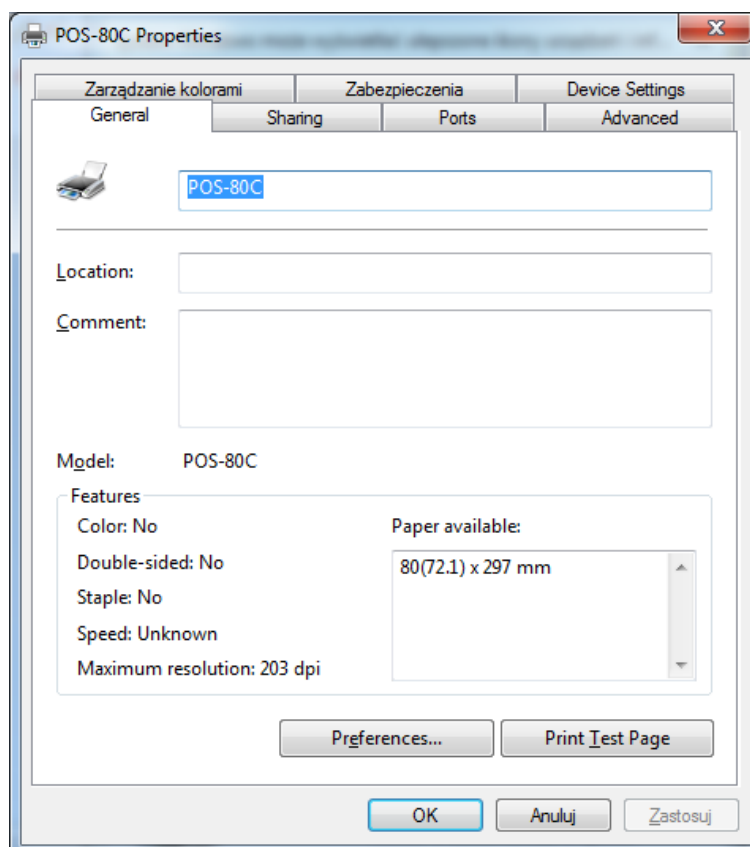 POS-80C Properties
Zarządzanie kolorami Zabezpieczenia Device Settings
General Sharing Ports Advanced
POS-80C
Location:
Comment:
Model: POS-80C
Features
Color: No Paper available:
Double-sided: No 80(72.1) x 297 mm
Staple: No
Speed: Unknown
Maximum resolution: 203 dpi
Preferences... Print Test Page
OK Anuluj Zastosuj